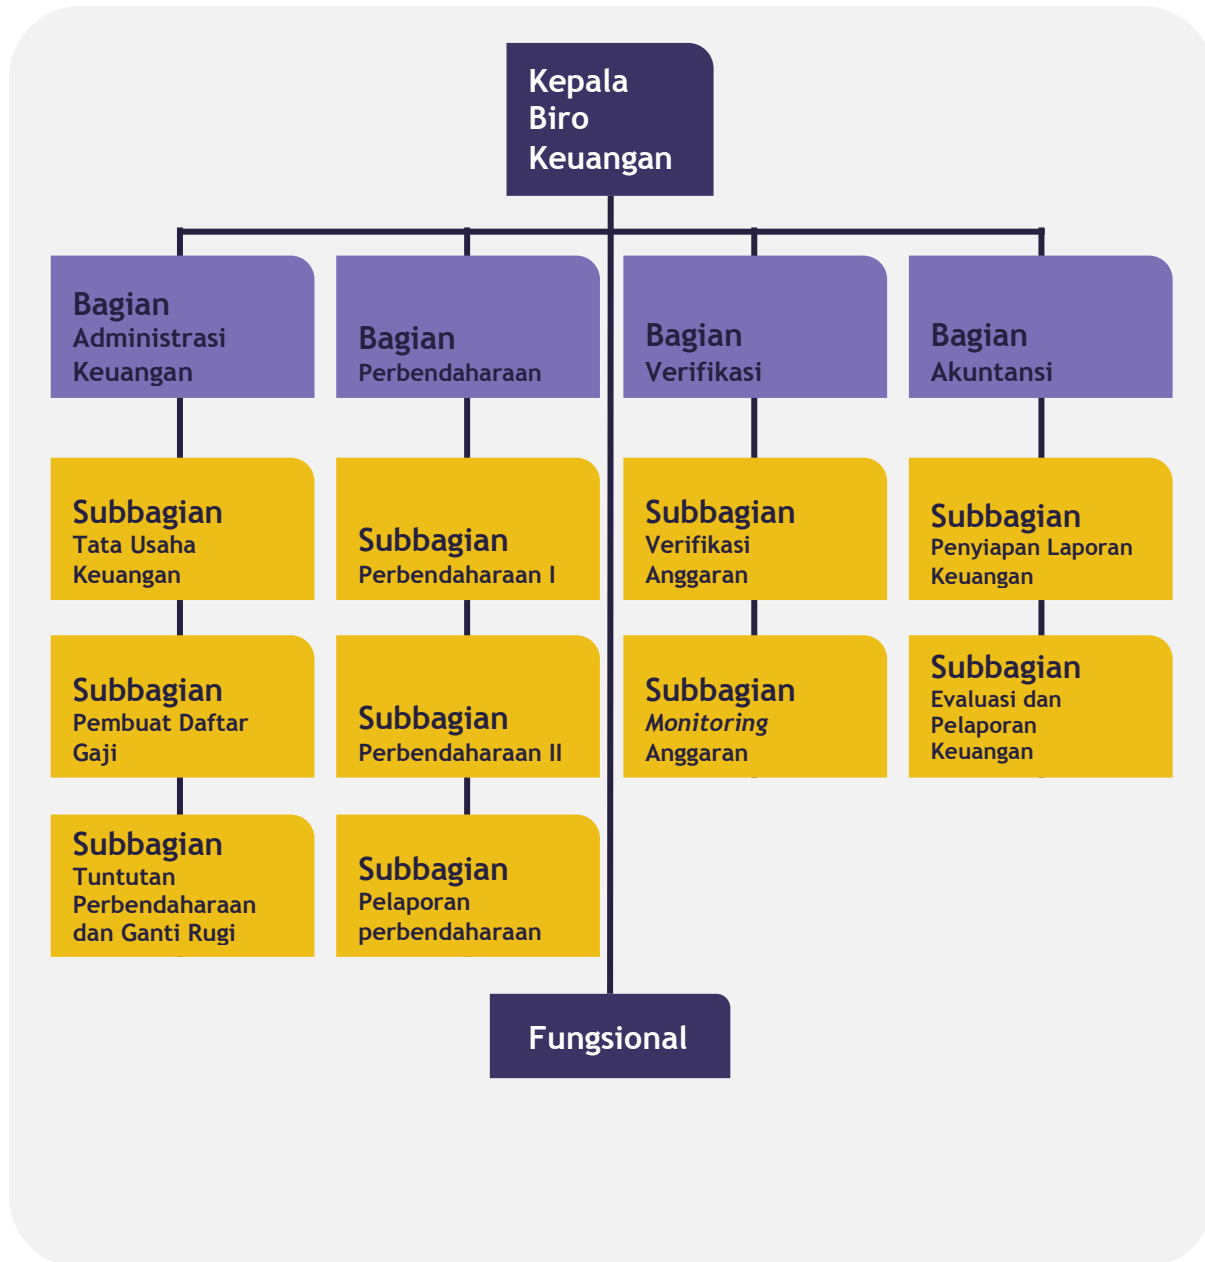 Kepala
Biro
Keuangan
Bagian
Administrasi
Keuangan
Bagian
Perbendaharaan
Bagian
Verifikasi
Bagian
Akuntansi
Subbagian
Tata Usaha
Keuangan
Subbagian
Perbendaharaan I
Subbagian
Verifikasi
Anggaran
Subbagian
Penyiapan Laporan
Keuangan
Subbagian
Pembuat Daftar
Gaji
Subbagian
Perbendaharaan II
Subbagian
Monitoring
Anggaran
Subbagian
Evaluasi dan
Pelaporan
Keuangan
Subbagian
Tuntutan
Perbendaharaan
dan Ganti Rugi
Subbagian
Pelaporan
perbendaharaan
Fungsional